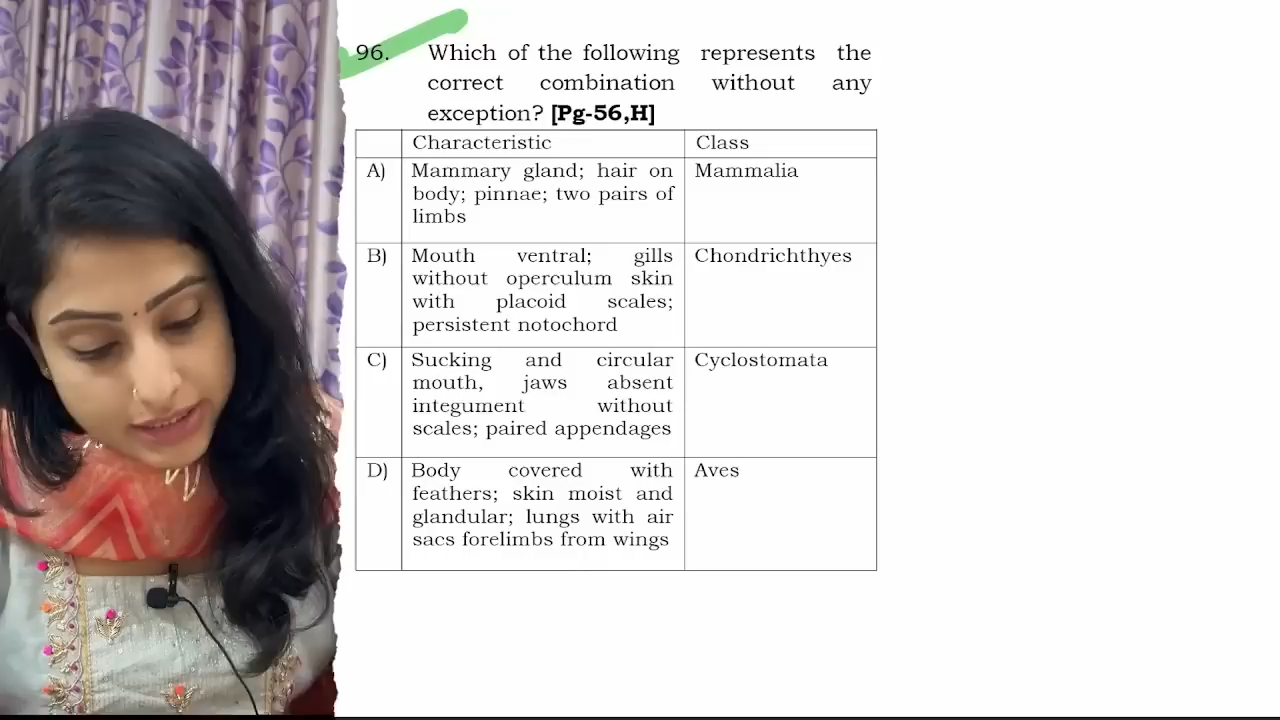 96. Which of the following represents the
correct combination without any
exception? [Pg-56,H]
Characteristic Class
A) Mammary gland; hair on Mammalia
body; pinnae; two pairs of
limbs
B) Mouth ventral; gills Chondrichthyes
without operculum skin
with placoid scales;
persistent notochord
C) Sucking and circular Cyclostomata
mouth, jaws absent
integument without
scales; paired appendages
D) Body covered with Aves
feathers; skin moist and
glandular; lungs with air
sacs forelimbs from wings